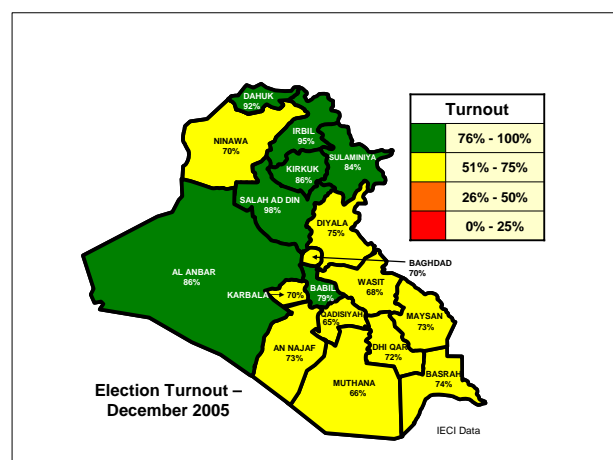 DAHUK
92%
NINAWA
70%
IRBIL
95%
SULAMINIYA
84%
KIRKUK
86%
SALAH AD DIN
98%
DIYALA
75%
BAGHDAD
70%
AL ANBAR
86%
KARBALA
70%
BABIL
79%
WASIT
68%
QADISIYAH
65%
MAYSAN
73%
AN NAJAF
73%
DHI QAR
72%
BASRAH
74%
MUTHANA
66%
Turnout
76% - 100%
51% - 75%
26% - 50%
0% - 25%
Election Turnout –
December 2005
IECI Data